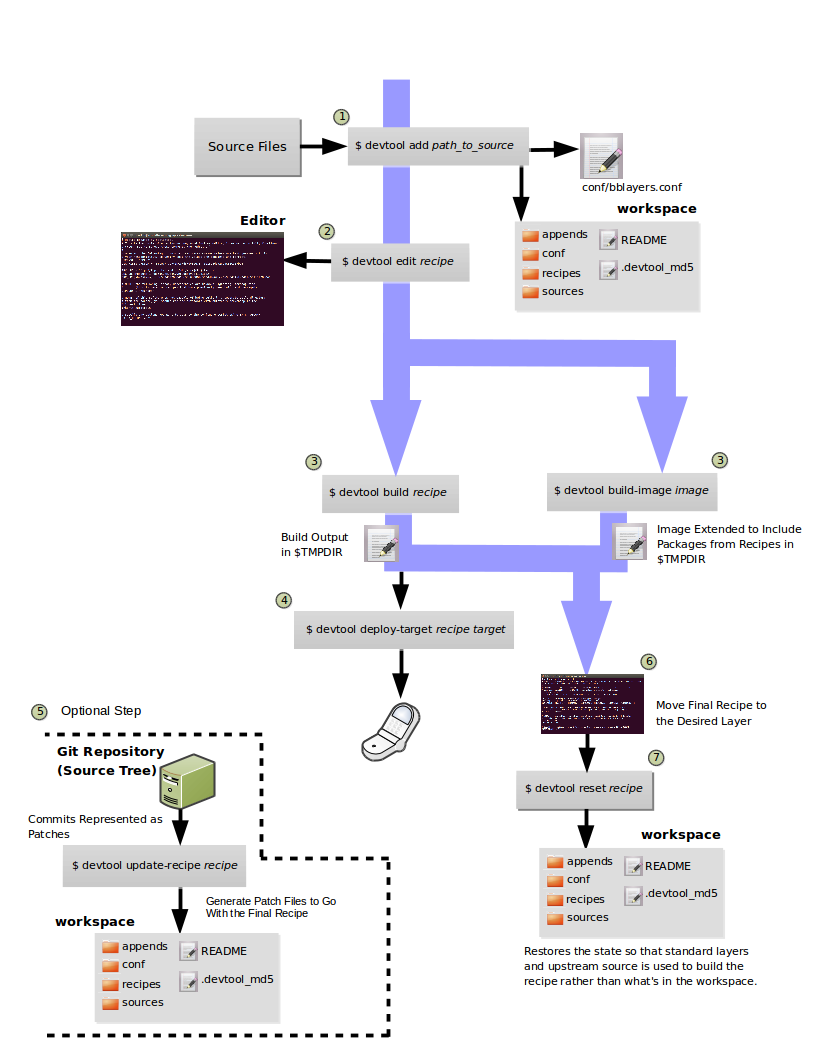 1
Source Files
$ devtool add path_to_source
conf/bblayers.conf
workspace
appends
conf
recipes
sources
README
.devtool_md5
Editor
2
$ devtool edit recipe
3
$ devtool build recipe
3
$ devtool build-image image
Build Output
in $TMPDIR
Image Extended to Include
Packages from Recipes in
$TMPDIR
4
$ devtool deploy-target recipe target
6
Move Final Recipe to
the Desired Layer
5
Optional Step
Git Repository
(Source Tree)
Commits Represented as
Patches
$ devtool update-recipe recipe
Generate Patch Files to Go
With the Final Recipe
workspace
appends
conf
recipes
sources
README
.devtool_md5
7
$ devtool reset recipe
workspace
appends
conf
recipes
sources
README
.devtool_md5
Restores the state so that standard layers
and upstream source is used to build the
recipe rather than what's in the workspace.